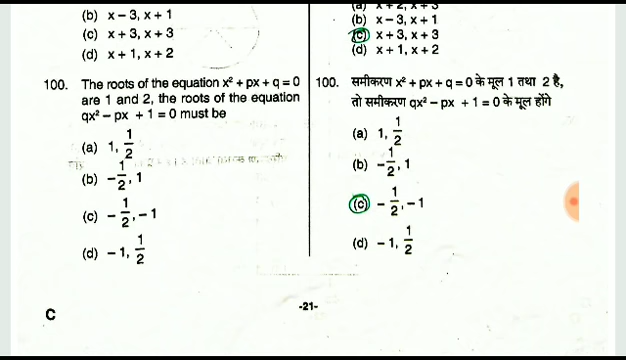 (b) x – 3, x + 1
(c) x + 3, x + 3
(d) x + 1, x + 2
100. The roots of the equation x² + px + q = 0
are 1 and 2, the roots of the equation
qx² – px + 1 = 0 must be
(a) 1, 1/2
(b) – 1/2, 1
(c) – 1/2, – 1
(d) – 1, 1/2
C
(a) x + 2, x + 3
(b) x – 3, x + 1
(c) x + 3, x + 3
(d) x + 1, x + 2
100. समीकरण x² + px + q = 0 के मूल 1 तथा 2 है,
तो समीकरण qx² – px + 1 = 0 के मूल होंगे
(a) 1, 1/2
(b) – 1/2, 1
(c) – 1/2, – 1
(d) – 1, 1/2
-21-